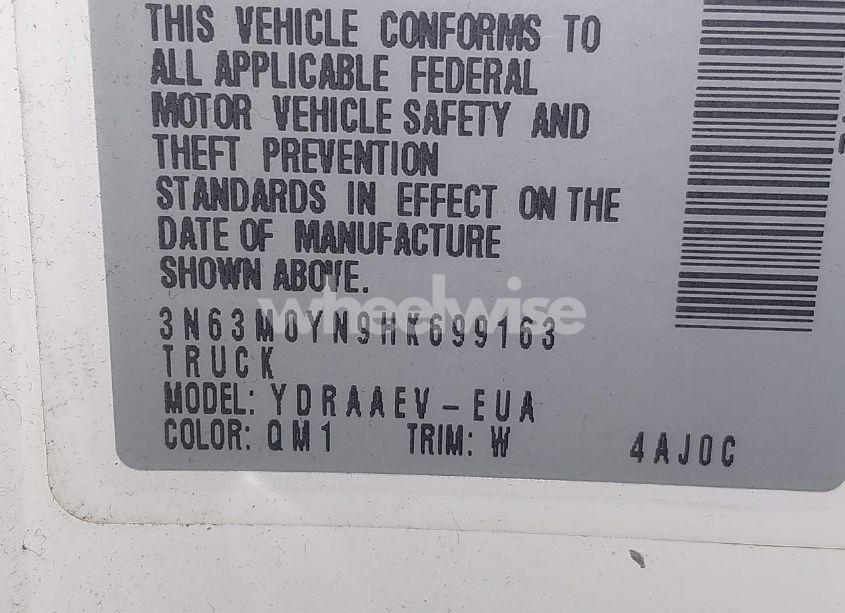 THIS VEHICLE CONFORMS TO
ALL APPLICABLE FEDERAL
MOTOR VEHICLE SAFETY AND
THEFT PREVENTION
STANDARDS IN EFFECT ON THE
DATE OF MANUFACTURE
SHOWN ABOVE.
wheelwise
3N63M0YN9HK699163
TRUCK
MODEL: YDRAAEV-EUA
COLOR: QM1 TRIM: W 4AJ0C